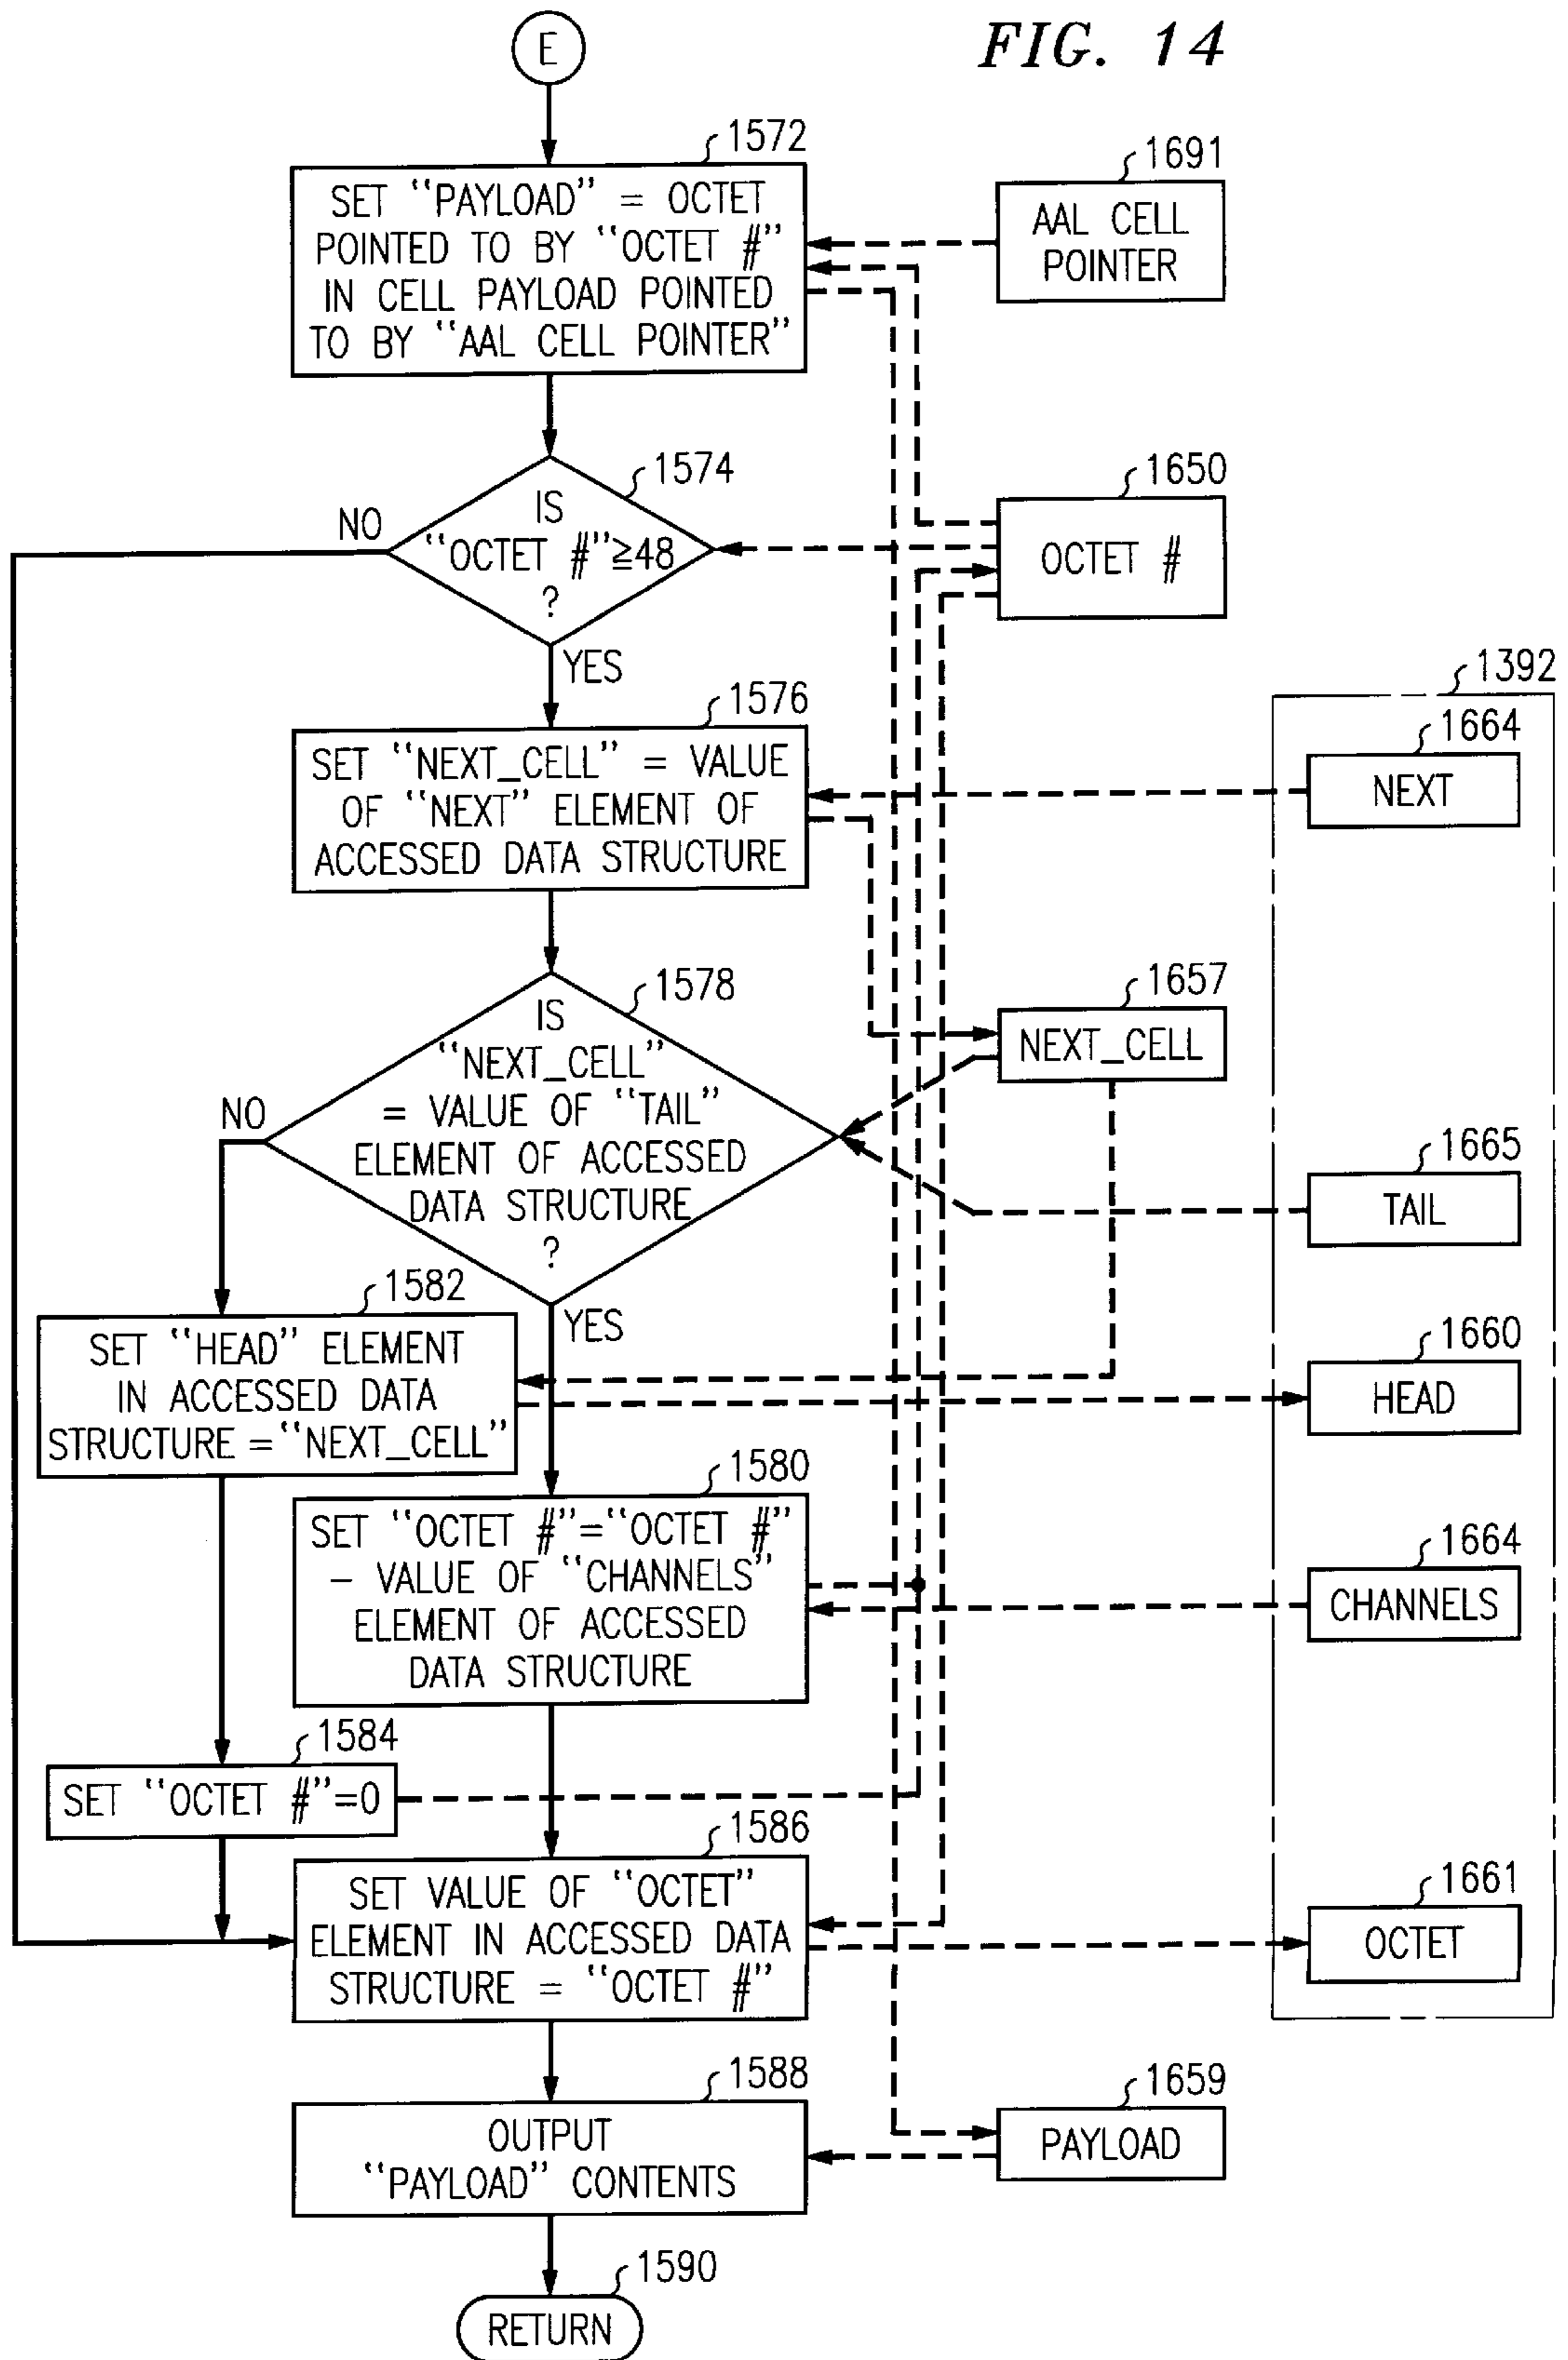 FIG. 14
E
1572
SET "PAYLOAD" = OCTET
POINTED TO BY "OCTET #"
IN CELL PAYLOAD POINTED
TO BY "AAL CELL POINTER"
1691
AAL CELL
POINTER
1574
IS
"OCTET #"≧48
?
NO
YES
1650
OCTET #
1392
1576
SET "NEXT_CELL" = VALUE
OF "NEXT" ELEMENT OF
ACCESSED DATA STRUCTURE
1664
NEXT
1578
IS
"NEXT_CELL"
= VALUE OF "TAIL"
ELEMENT OF ACCESSED
DATA STRUCTURE
?
NO
YES
1657
NEXT_CELL
1665
TAIL
1582
SET "HEAD" ELEMENT
IN ACCESSED DATA
STRUCTURE = "NEXT_CELL"
1660
HEAD
1580
SET "OCTET #"="OCTET #"
- VALUE OF "CHANNELS"
ELEMENT OF ACCESSED
DATA STRUCTURE
1664
CHANNELS
1584
SET "OCTET #"=0
1586
SET VALUE OF "OCTET"
ELEMENT IN ACCESSED DATA
STRUCTURE = "OCTET #"
1661
OCTET
1588
OUTPUT
"PAYLOAD" CONTENTS
1659
PAYLOAD
1590
RETURN